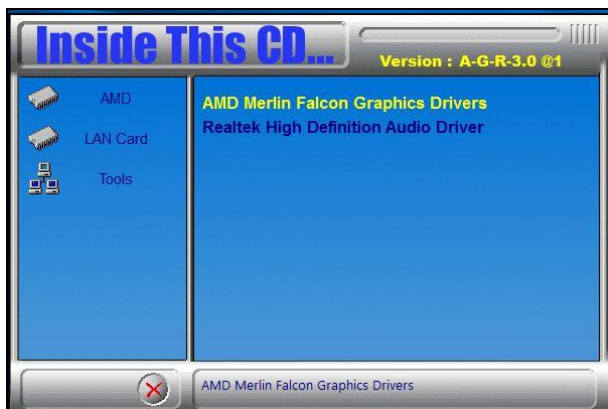 Inside This CD...
Version : A-G-R-3.0 @1
AMD
LAN Card
Tools
AMD Merlin Falcon Graphics Drivers
Realtek High Definition Audio Driver
AMD Merlin Falcon Graphics Drivers